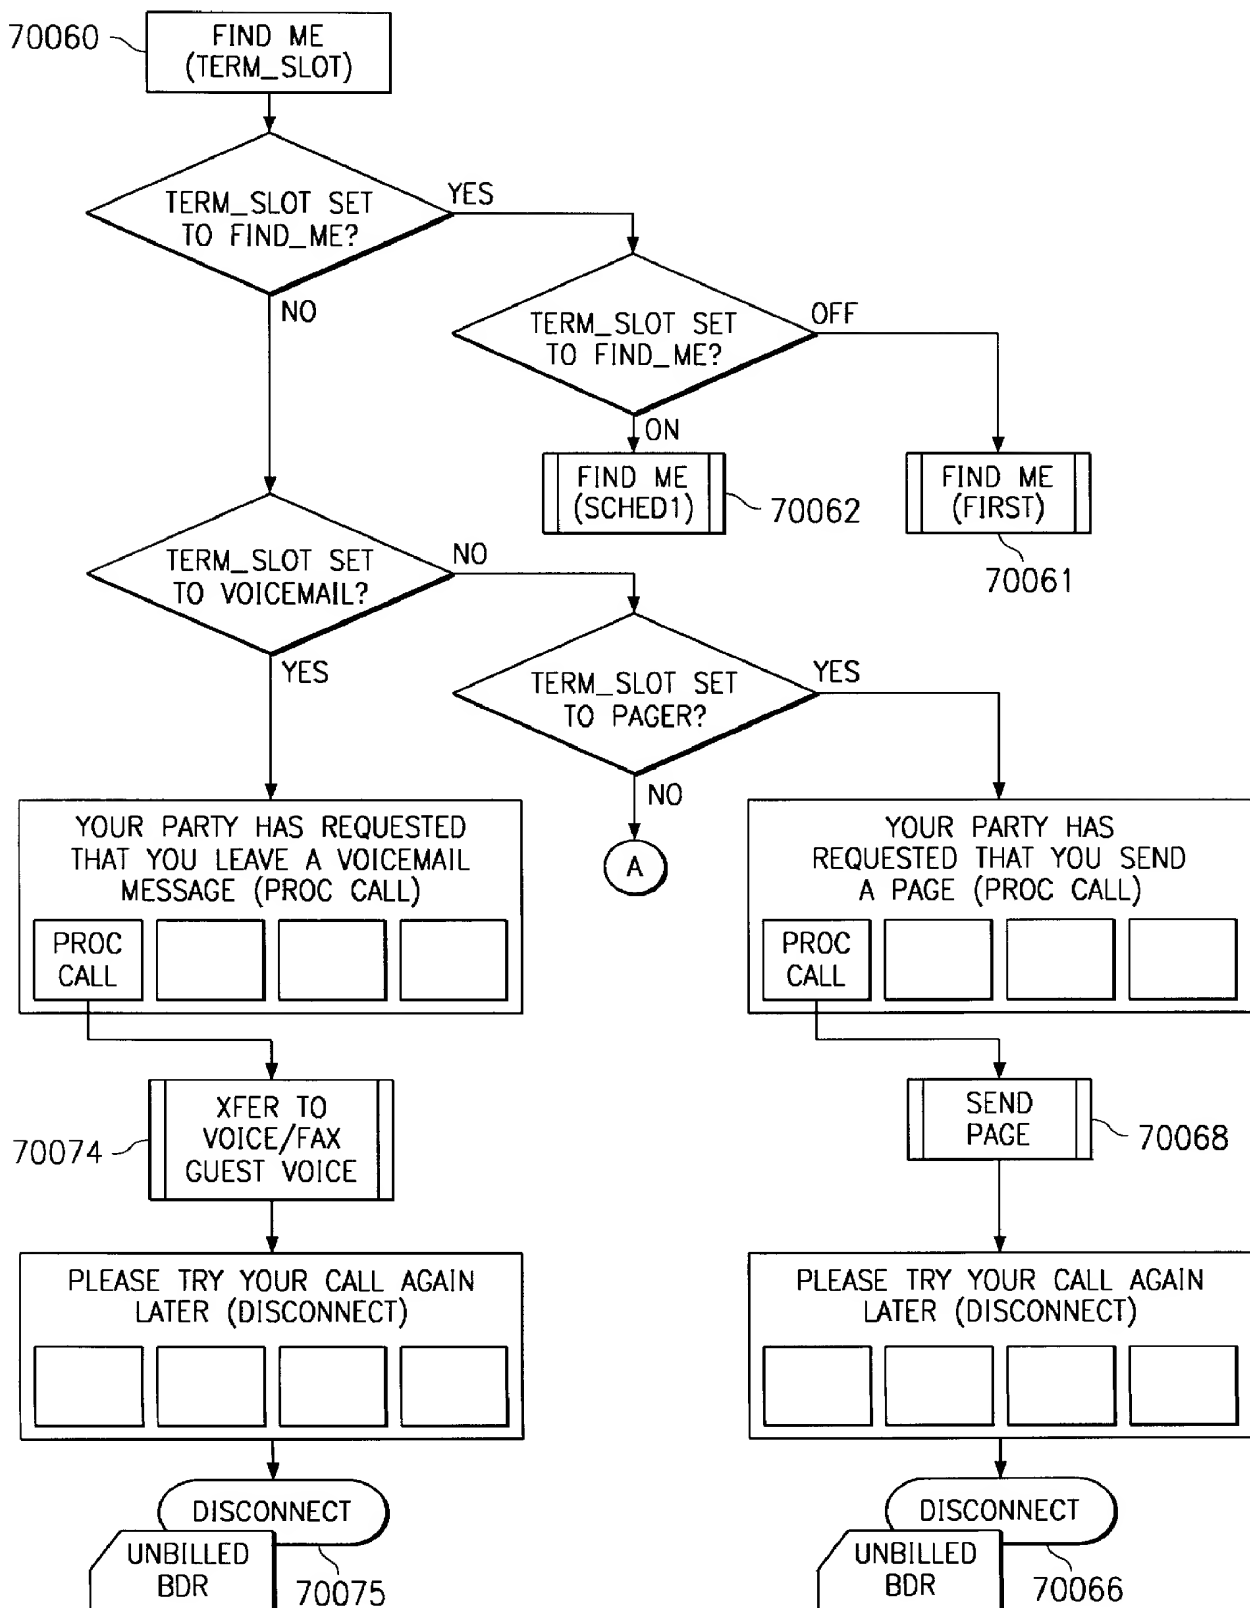 70060
FIND ME
(TERM_SLOT)
TERM_SLOT SET
TO FIND_ME?
YES
NO
TERM_SLOT SET
TO FIND_ME?
OFF
ON
FIND ME
(SCHED1)
70062
FIND ME
(FIRST)
70061
TERM_SLOT SET
TO VOICEMAIL?
NO
YES
TERM_SLOT SET
TO PAGER?
YES
NO
A
YOUR PARTY HAS REQUESTED
THAT YOU LEAVE A VOICEMAIL
MESSAGE (PROC CALL)
PROC
CALL
YOUR PARTY HAS
REQUESTED THAT YOU SEND
A PAGE (PROC CALL)
PROC
CALL
70074
XFER TO
VOICE/FAX
GUEST VOICE
SEND
PAGE
70068
PLEASE TRY YOUR CALL AGAIN
LATER (DISCONNECT)
PLEASE TRY YOUR CALL AGAIN
LATER (DISCONNECT)
DISCONNECT
UNBILLED
BDR
70075
DISCONNECT
UNBILLED
BDR
70066